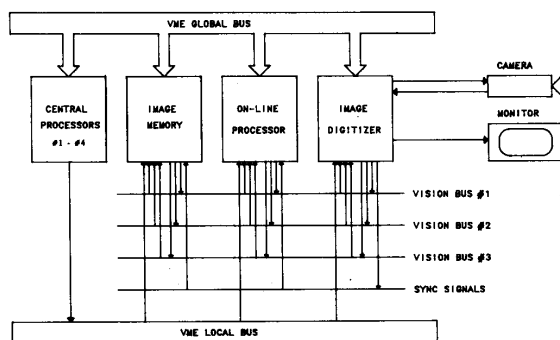 VME GLOBAL BUS
CAMERA
CENTRAL
PROCESSORS
#1 - #4
IMAGE
MEMORY
ON-LINE
PROCESSOR
IMAGE
DIGITIZER
MONITOR
VISION BUS #1
VISION BUS #2
VISION BUS #3
SYNC SIGNALS
VME LOCAL BUS